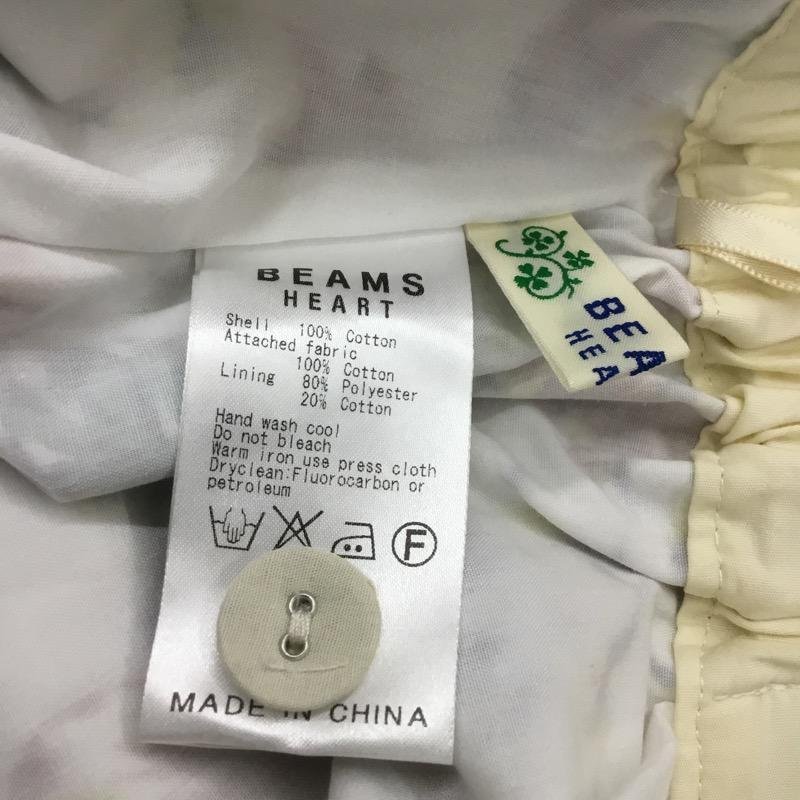 BEAMS
HEART
Shell 100% Cotton
Attached fabric
100% Cotton
Lining 80% Polyester
20% Cotton
Hand wash cool
Do not bleach
Warm iron use press cloth
Dryclean:Fluorocarbon or
petroleum
F
MADE IN CHINA
BEA
HEA